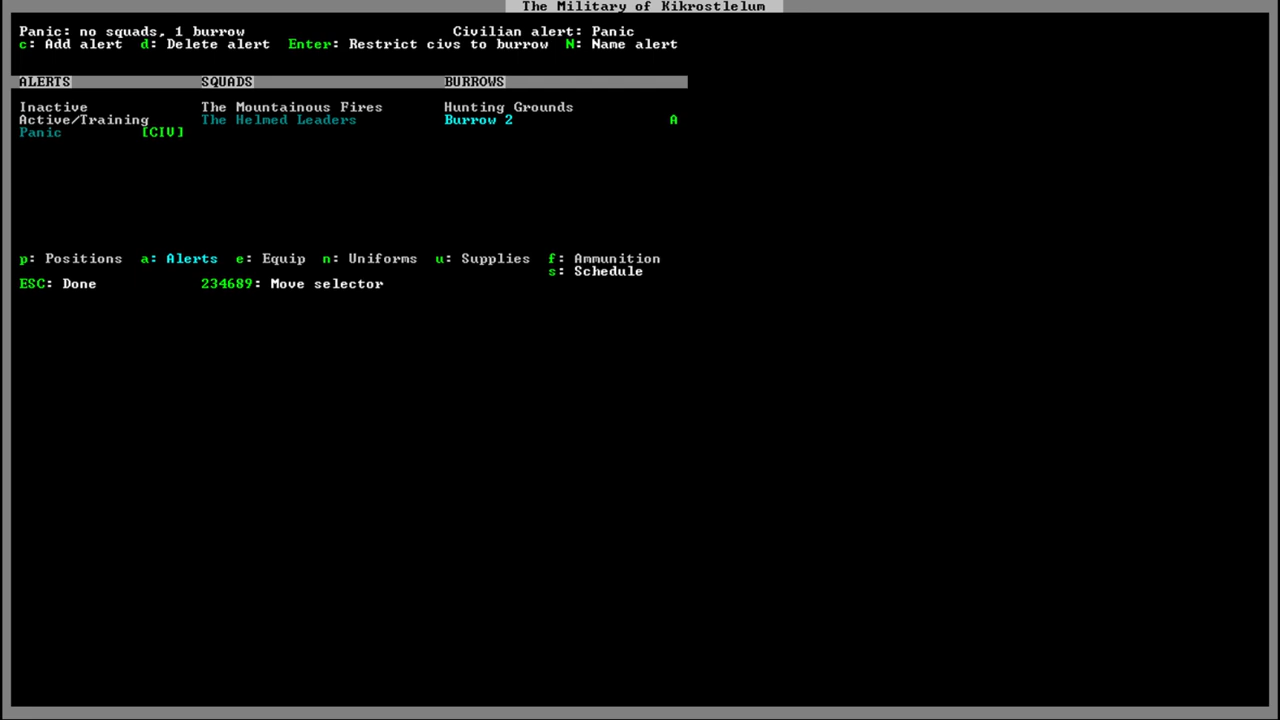 The Military of Kikrostlelum
Panic: no squads, 1 burrow Civilian alert: Panic
c: Add alert d: Delete alert Enter: Restrict civs to burrow N: Name alert
ALERTS SQUADS BURROWS
Inactive The Mountainous Fires Hunting Grounds
Active/Training The Helmed Leaders Burrow 2 A
Panic [CIV]
p: Positions a: Alerts e: Equip n: Uniforms u: Supplies f: Ammunition
s: Schedule
ESC: Done 234689: Move selector